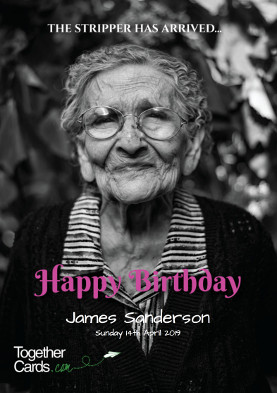 THE STRIPPER HAS ARRIVED...
Happy Birthday
James Sanderson
Sunday 14th April 2019
Together
Cards.com